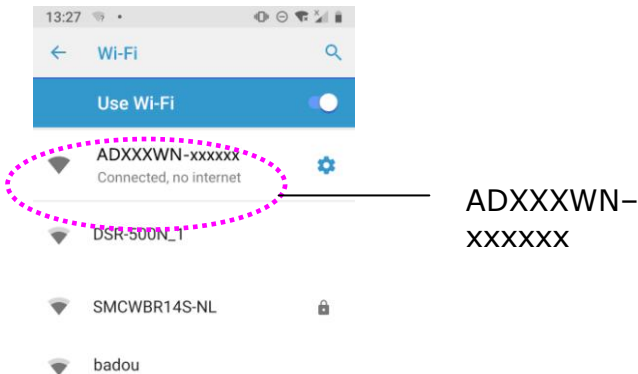 13:27
Wi-Fi
Use Wi-Fi
ADXXXWN-xxxxxx
Connected, no internet
ADXXXWN–
xxxxxx
DSR-500N_1
SMCWBR14S-NL
badou